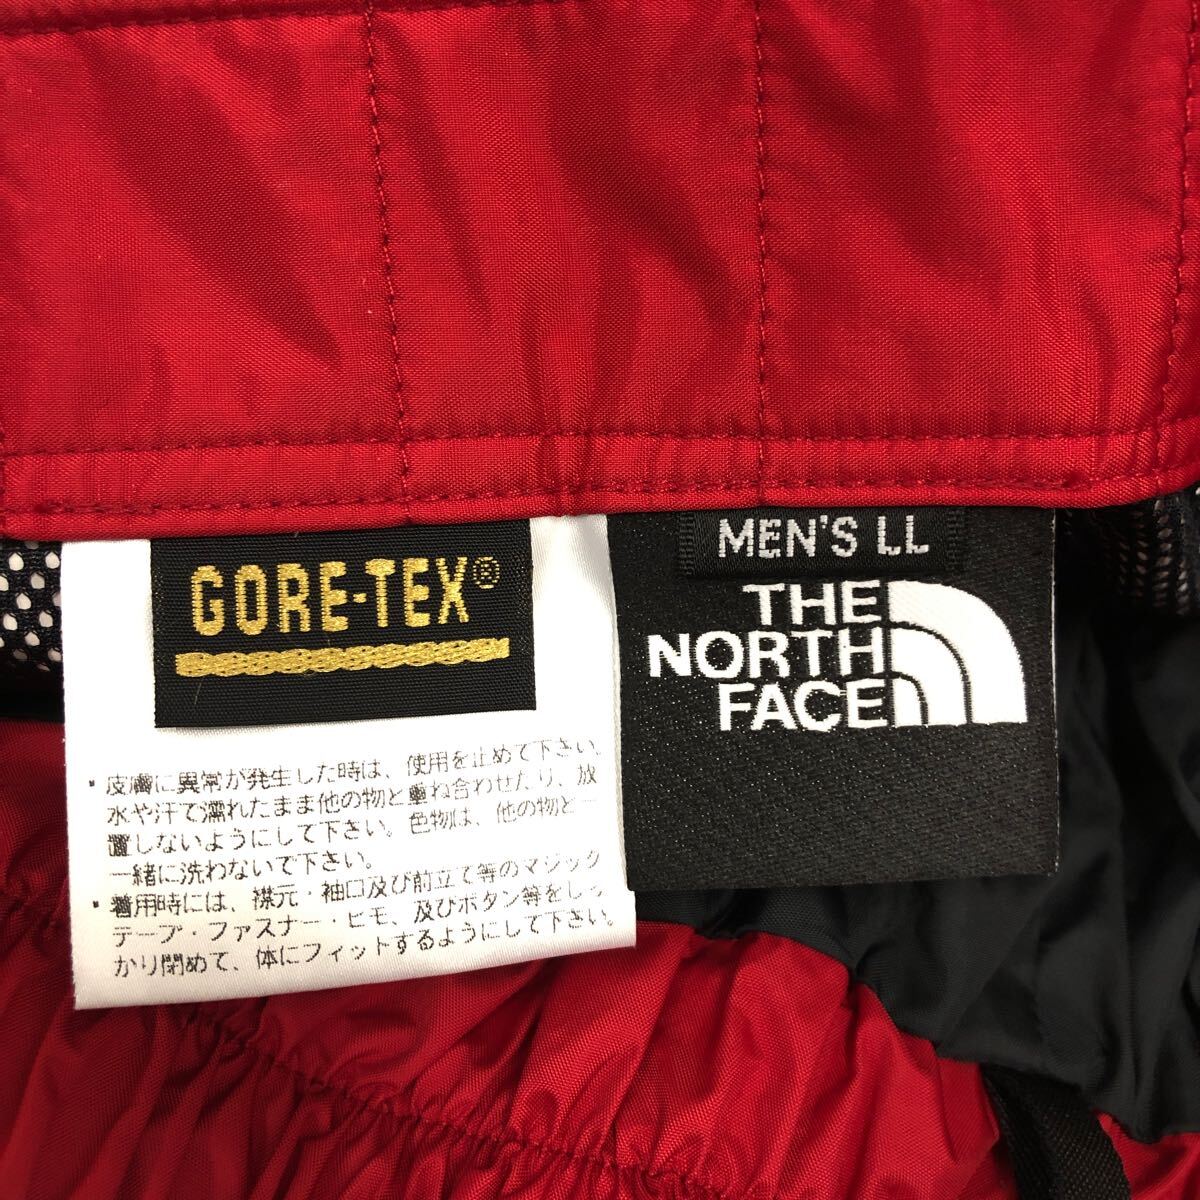 GORE-TEX®
MEN'S LL
THE
NORTH
FACE
・皮膚に異常が発生した時は、使用を止めて下さい。
水や汗で濡れたまま他の物と重ね合わせたり、放
置しないようにして下さい。色物は、他の物と一
緒に洗わないで下さい。
・着用時には、襟元・袖口及び前立て等のマジック
テープ・ファスナー・ヒモ、及びボタン等をしっ
かり閉めて、体にフィットするようにして下さい。